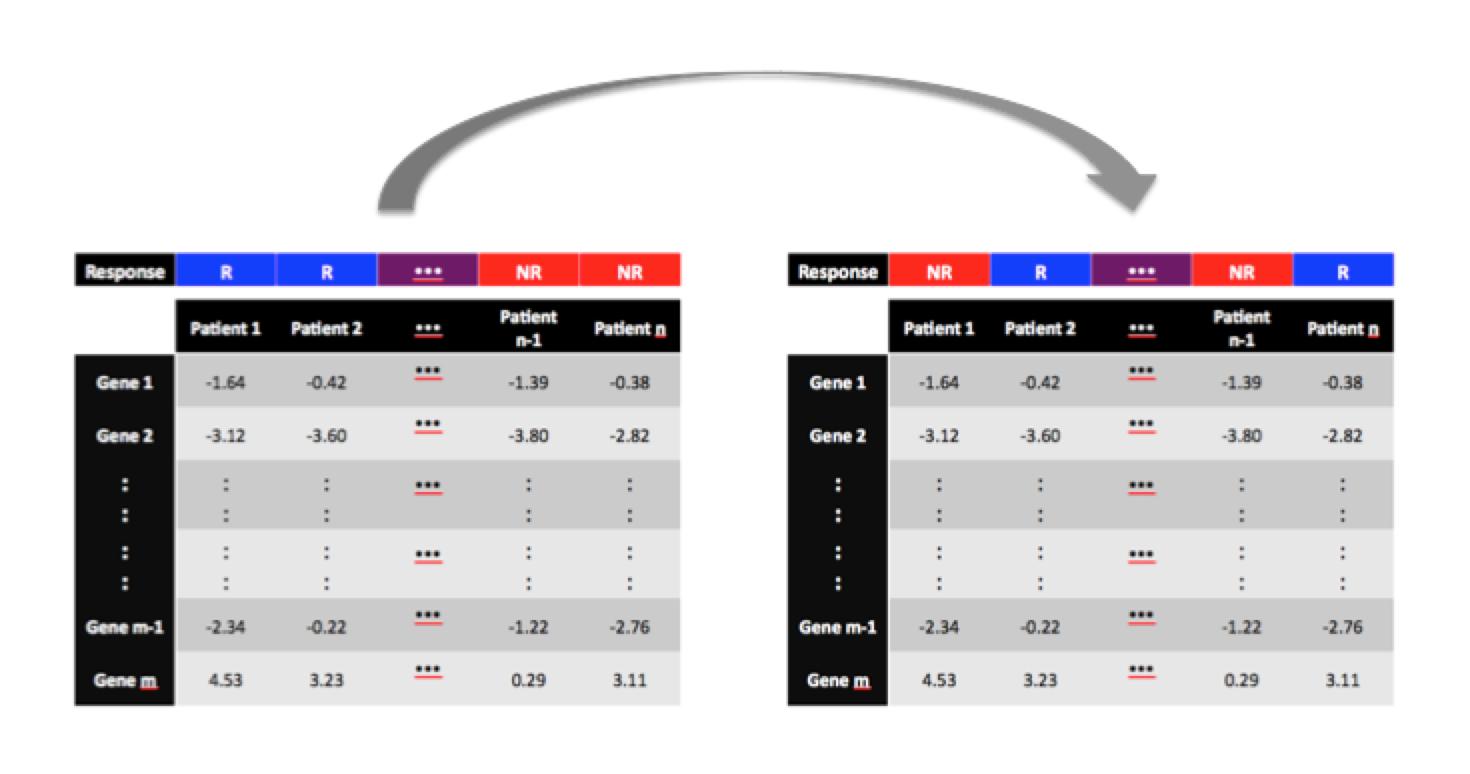 Response R R ••• NR NR
Patient 1 Patient 2 ••• Patient n-1 Patient n
Gene 1 -1.64 -0.42 ••• -1.39 -0.38
Gene 2 -3.12 -3.60 ••• -3.80 -2.82
: : : ••• : :
: : : : :
: : : ••• : :
: : : : :
Gene m-1 -2.34 -0.22 ••• -1.22 -2.76
Gene m 4.53 3.23 ••• 0.29 3.11
Response NR R ••• NR R
Patient 1 Patient 2 ••• Patient n-1 Patient n
Gene 1 -1.64 -0.42 ••• -1.39 -0.38
Gene 2 -3.12 -3.60 ••• -3.80 -2.82
: : : ••• : :
: : : : :
: : : ••• : :
: : : : :
Gene m-1 -2.34 -0.22 ••• -1.22 -2.76
Gene m 4.53 3.23 ••• 0.29 3.11